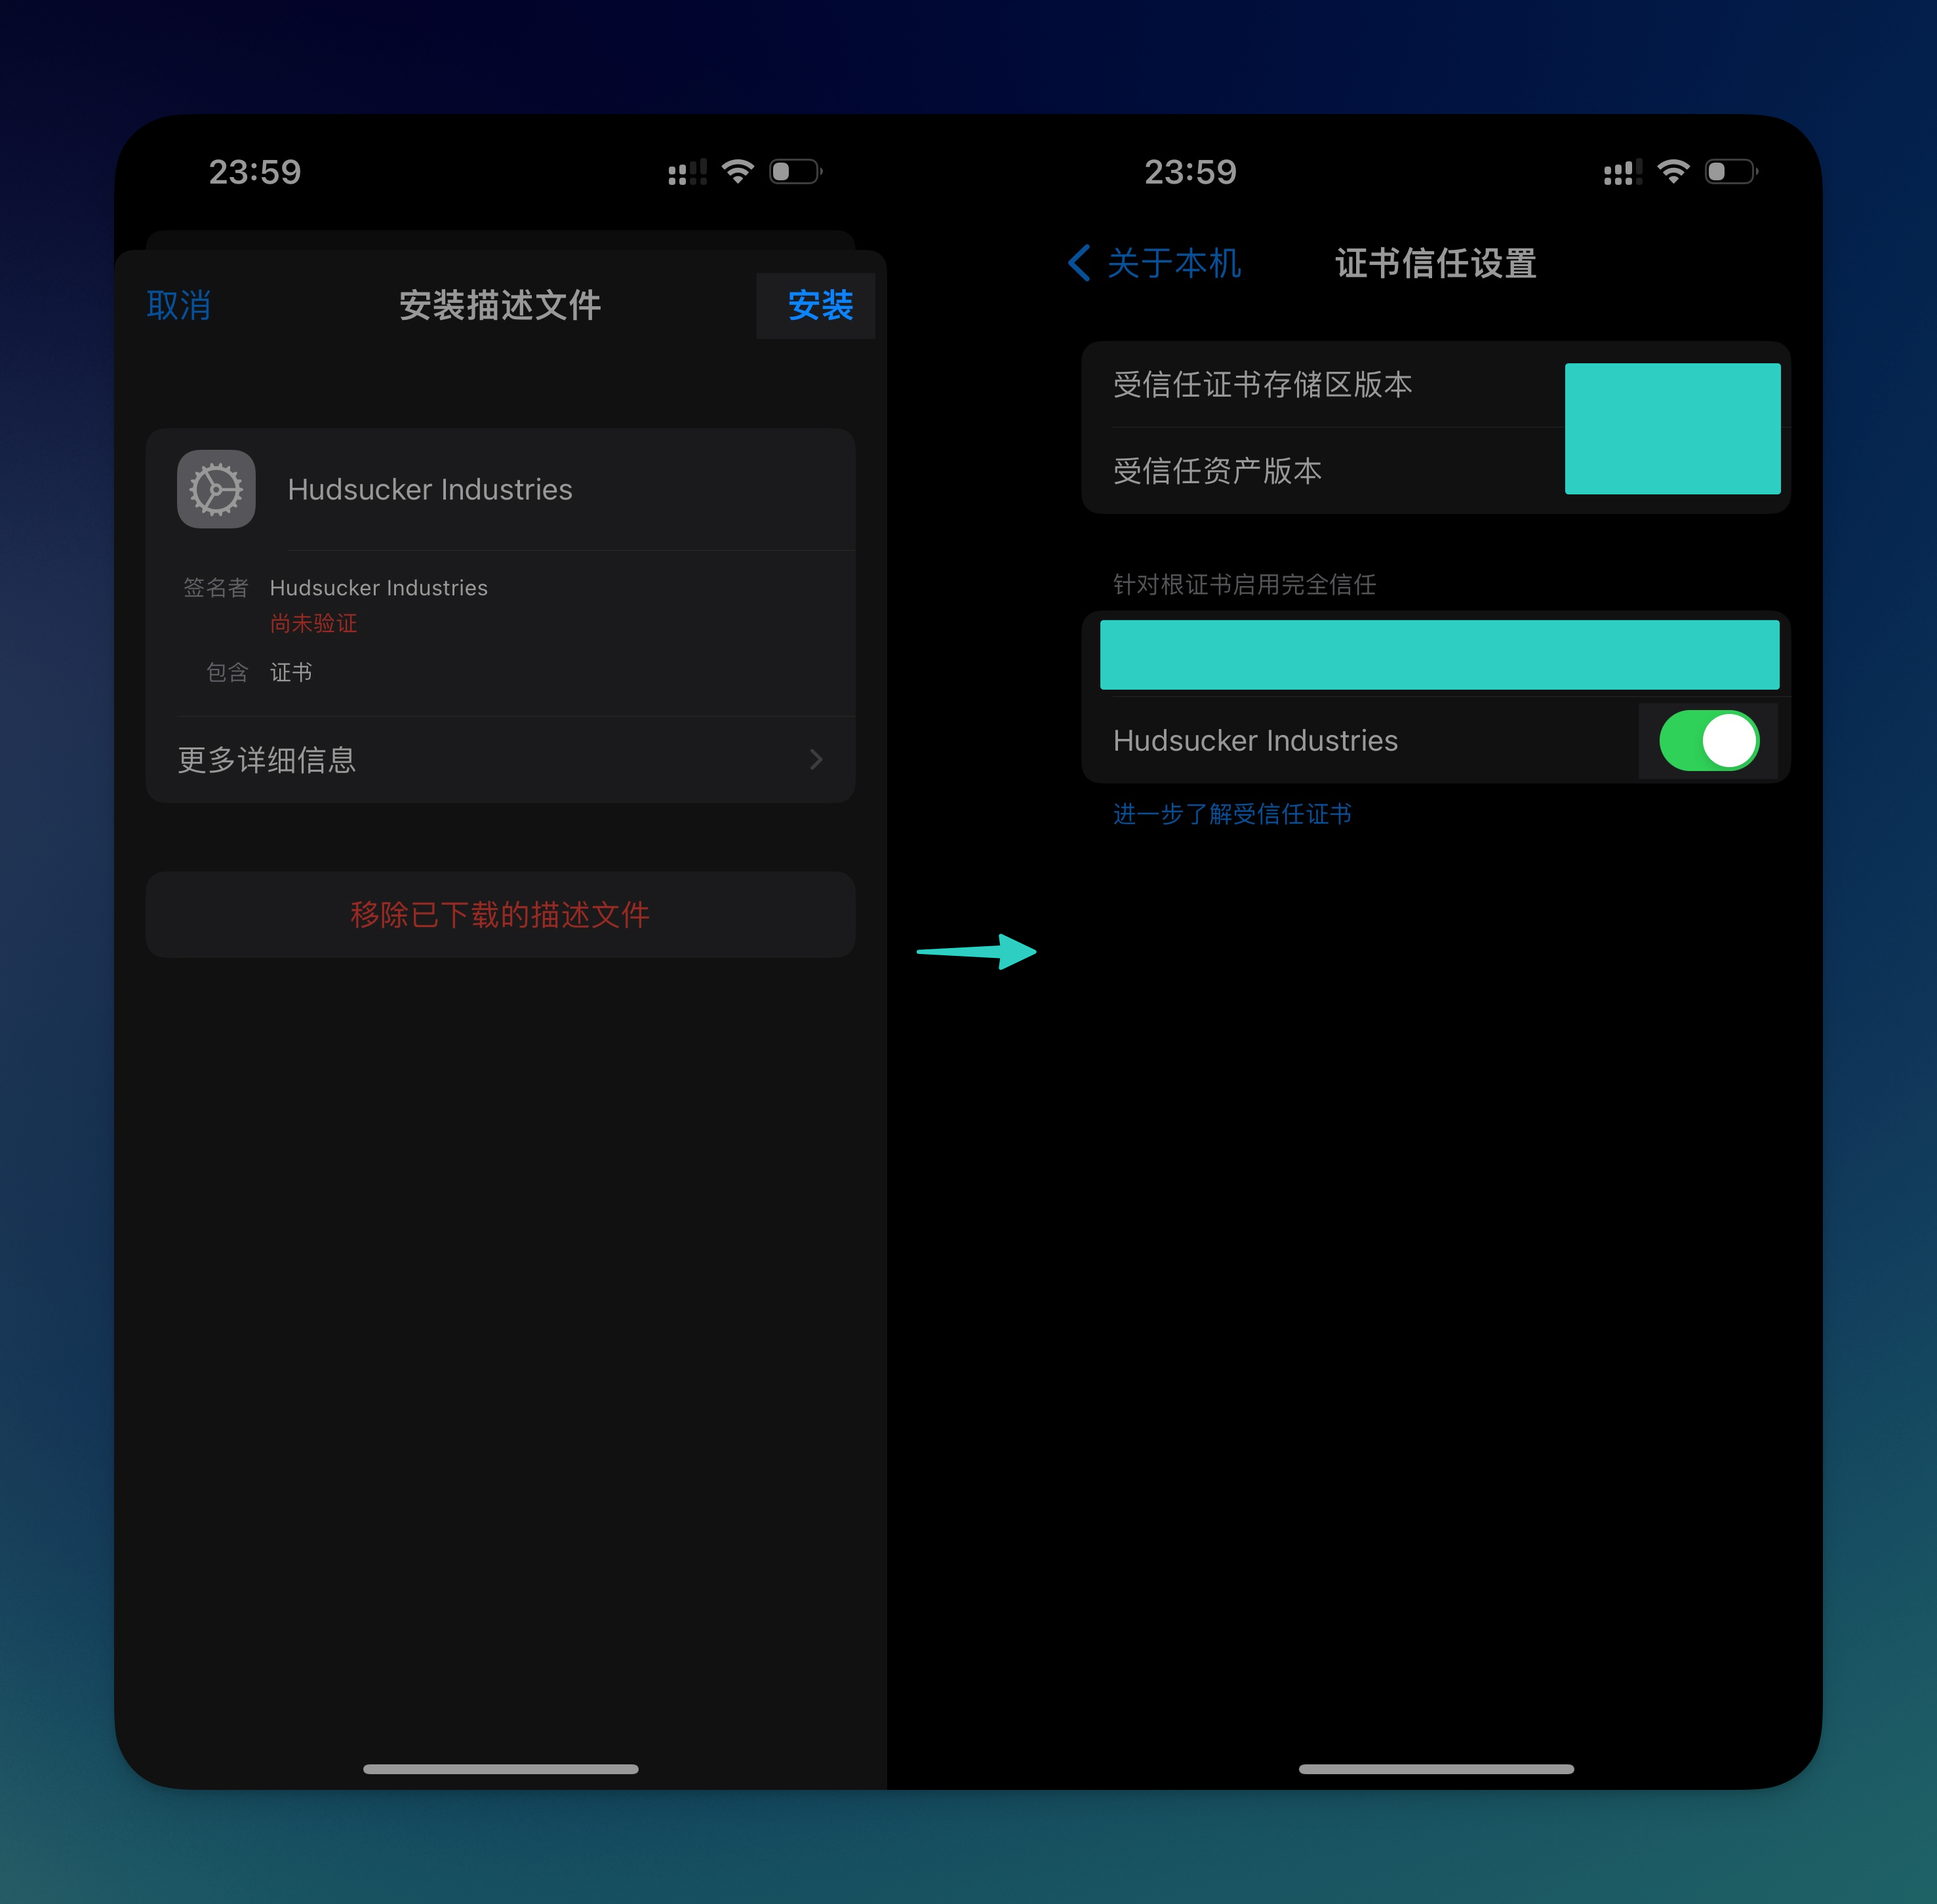 23:59
取消
安装描述文件
安装
Hudsucker Industries
签名者 Hudsucker Industries
尚未验证
包含 证书
更多详细信息
移除已下载的描述文件
23:59
关于本机
证书信任设置
受信任证书存储区版本
受信任资产版本
针对根证书启用完全信任
Hudsucker Industries
进一步了解受信任证书